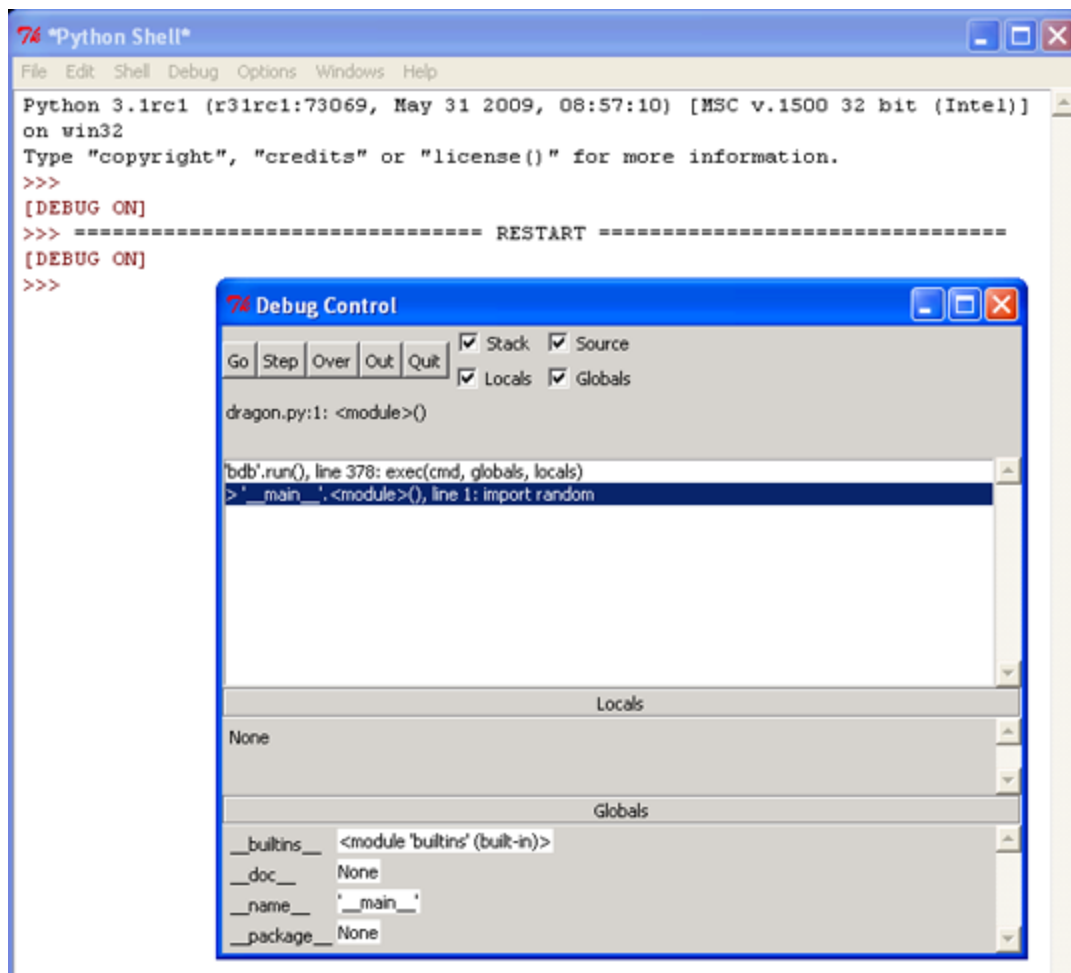 *Python Shell*
File Edit Shell Debug Options Windows Help
Python 3.1rc1 (r31rc1:73069, May 31 2009, 08:57:10) [MSC v.1500 32 bit (Intel)]
on win32
Type "copyright", "credits" or "license()" for more information.
>>>
[DEBUG ON]
>>> ================================ RESTART ================================
[DEBUG ON]
>>>
Debug Control
Go Step Over Out Quit
Stack Source
Locals Globals
dragon.py:1: <module>()
'bdb'.run(), line 378: exec(cmd, globals, locals)
> '__main__'.<module>(), line 1: import random
Locals
None
Globals
__builtins__ <module 'builtins' (built-in)>
__doc__ None
__name__ '__main__'
__package__ None